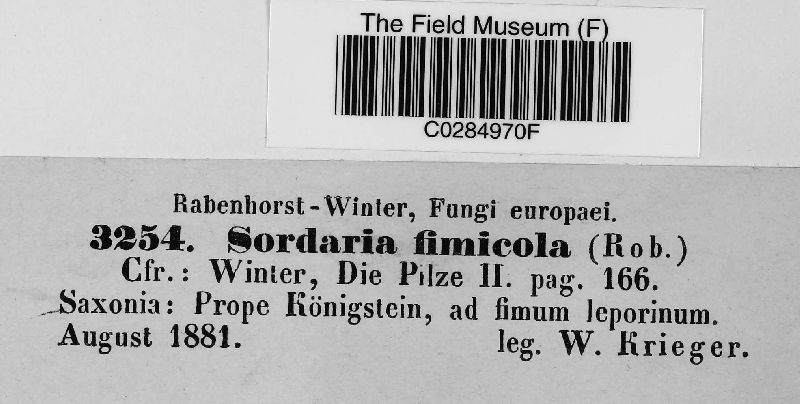 The Field Museum (F)
C0284970F
Rabenhorst-Winter, Fungi europaei.
3254. Sordaria fimicola (Rob.)
Cfr.: Winter, Die Pilze II. pag. 166.
Saxonia: Prope Königstein, ad fimum leporinum.
August 1881. leg. W. Krieger.